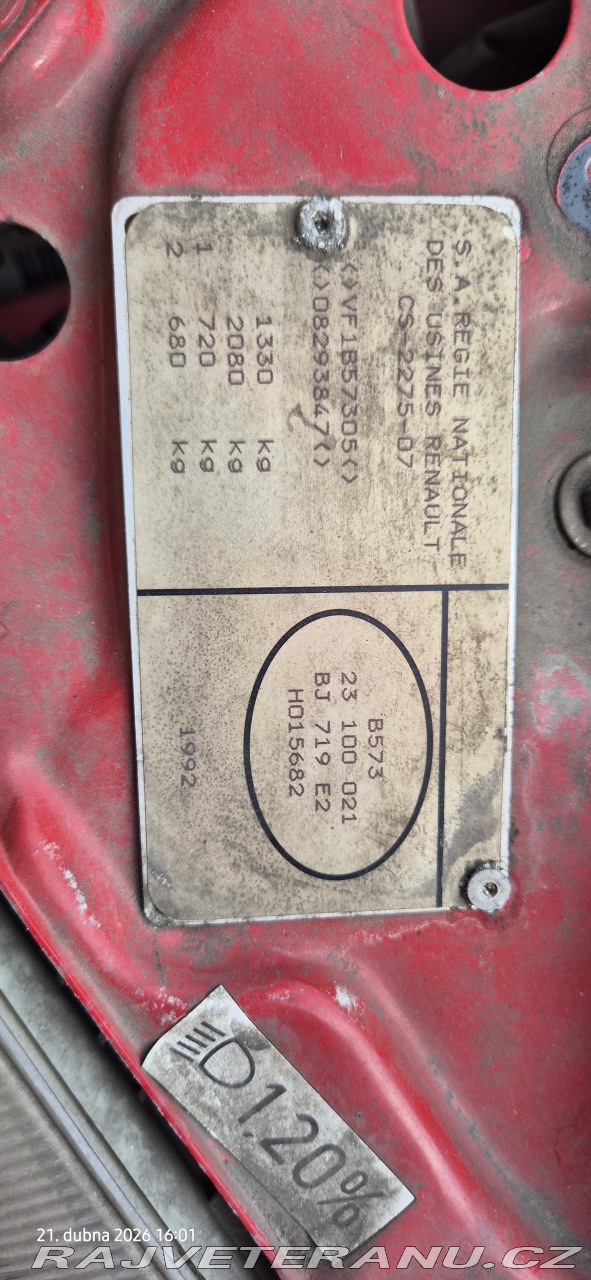 S.A.REGIE NATIONALE
DES USINES RENAULT
CS-2275-07
<>VF1B57305<>
<>08293847<>
1330 kg
2080 kg
1 720 kg
2 680 kg
B573
23 100 021
BJ 719 E2
H015682
1992
1,20%
21. dubna 2026 16:01
RAJVETERANU.CZ